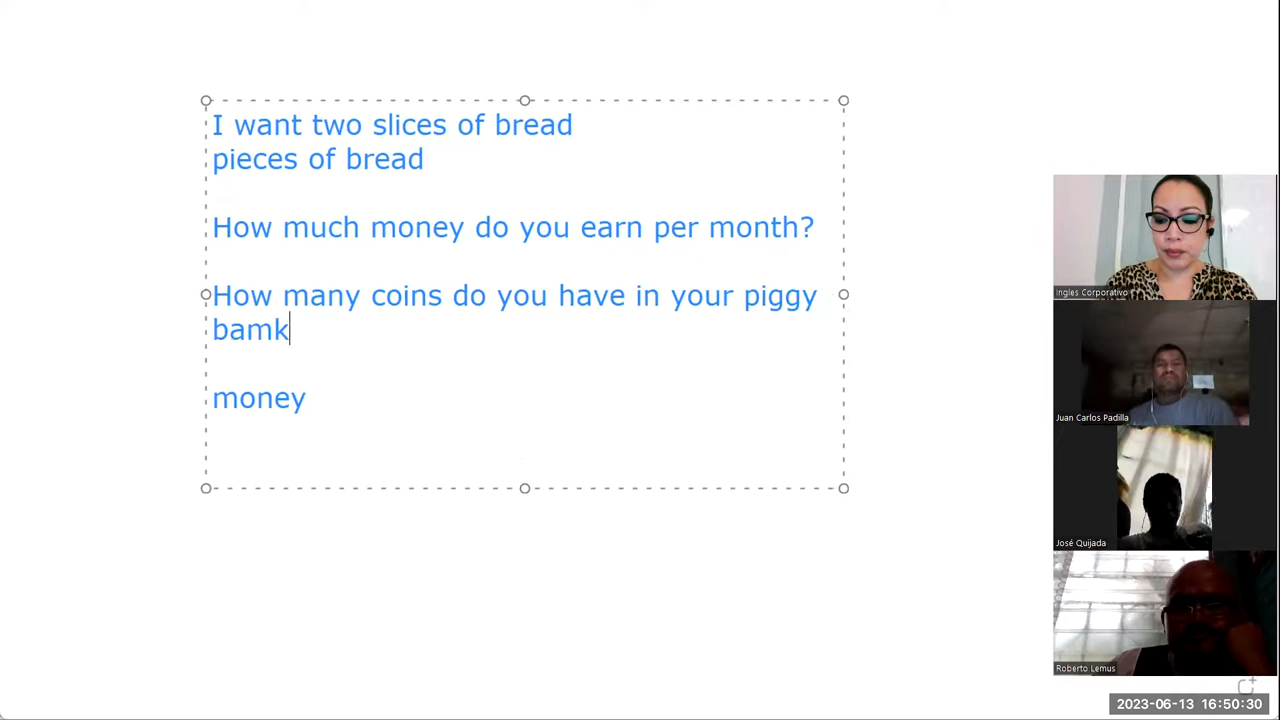 I want two slices of bread
pieces of bread
How much money do you earn per month?
How many coins do you have in your piggy
bamk
money
Ingles Corporativo
Juan Carlos Padilla
José Quijada
Roberto Lemus
2023-06-13 16:50:30